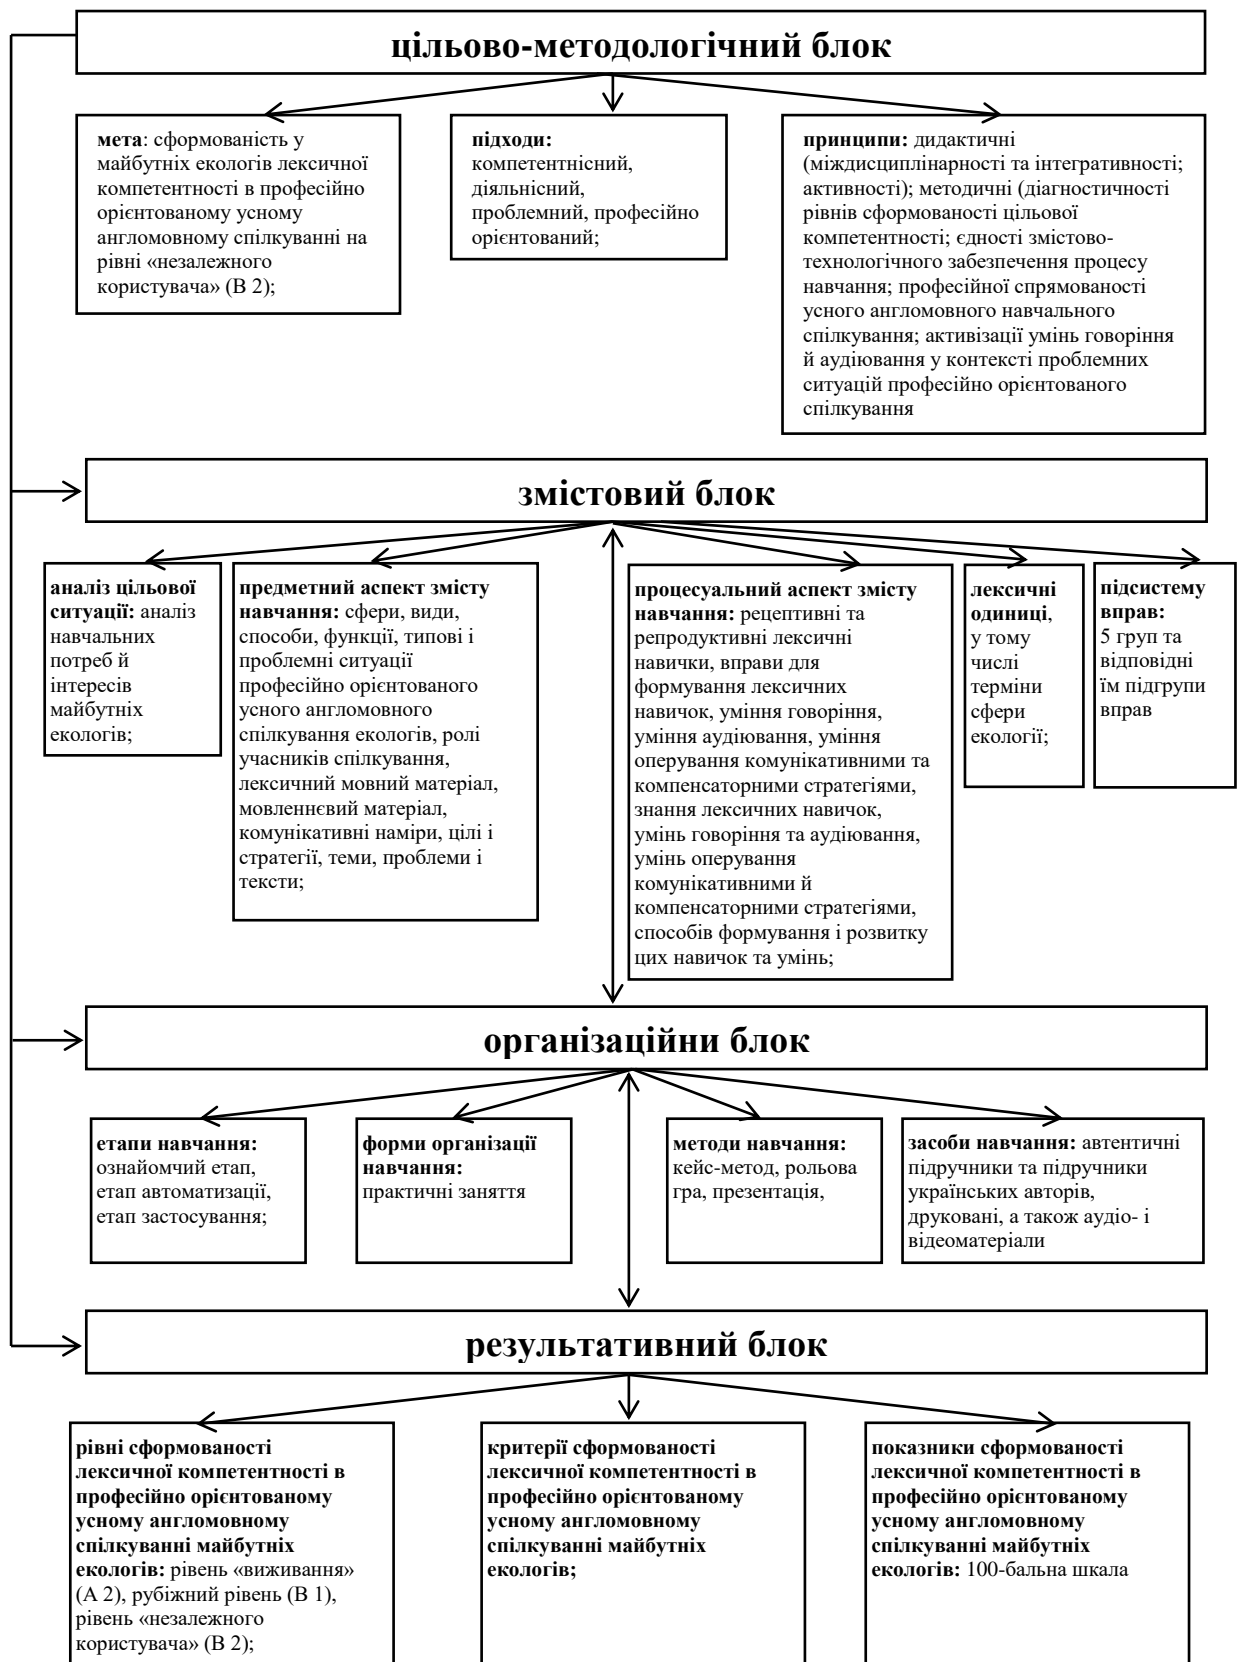 цільово-методологічний блок
мета: сформованість у
майбутніх екологів лексичної
компетентності в професійно
орієнтованому усному
англомовному спілкуванні на
рівні «незалежного
користувача» (В 2);
підходи:
компетентнісний,
діяльнісний,
проблемний, професійно
орієнтований;
принципи: дидактичні
(міждисциплінарності та інтегративності;
активності); методичні (діагностичності
рівнів сформованості цільової
компетентності; єдності змістово-
технологічного забезпечення процесу
навчання; професійної спрямованості
усного англомовного навчального
спілкування; активізації умінь говоріння
й аудіювання у контексті проблемних
ситуацій професійно орієнтованого
спілкування
змістовий блок
аналіз цільової
ситуації: аналіз
навчальних
потреб й
інтересів
майбутніх
екологів;
предметний аспект змісту
навчання: сфери, види,
способи, функції, типові і
проблемні ситуації
професійно орієнтованого
усного англомовного
спілкування екологів, ролі
учасників спілкування,
лексичний мовний матеріал,
мовленнєвий матеріал,
комунікативні наміри, цілі і
стратегії, теми, проблеми і
тексти;
процесуальний аспект змісту
навчання: рецептивні та
репродуктивні лексичні
навички, вправи для
формування лексичних
навичок, уміння говоріння,
уміння аудіювання, уміння
оперування комунікативними та
компенсаторними стратегіями,
знання лексичних навичок,
умінь говоріння та аудіювання,
умінь оперування
комунікативними й
компенсаторними стратегіями,
способів формування і розвитку
цих навичок та умінь;
лексичні
одиниці,
у тому
числі
терміни
сфери
екології;
підсистему
вправ:
5 груп та
відповідні
їм підгрупи
вправ
організаційни блок
етапи навчання:
ознайомчий етап,
етап автоматизації,
етап застосування;
форми організації
навчання:
практичні заняття
методи навчання:
кейс-метод, рольова
гра, презентація,
засоби навчання: автентичні
підручники та підручники
українських авторів,
друковані, а також аудіо- і
відеоматеріали
результативний блок
рівні сформованості
лексичної компетентності в
професійно орієнтованому
усному англомовному
спілкуванні майбутніх
екологів: рівень «виживання»
(А 2), рубіжний рівень (В 1),
рівень «незалежного
користувача» (В 2);
критерії сформованості
лексичної компетентності в
професійно орієнтованому
усному англомовному
спілкуванні майбутніх
екологів;
показники сформованості
лексичної компетентності в
професійно орієнтованому
усному англомовному
спілкуванні майбутніх
екологів: 100-бальна шкала